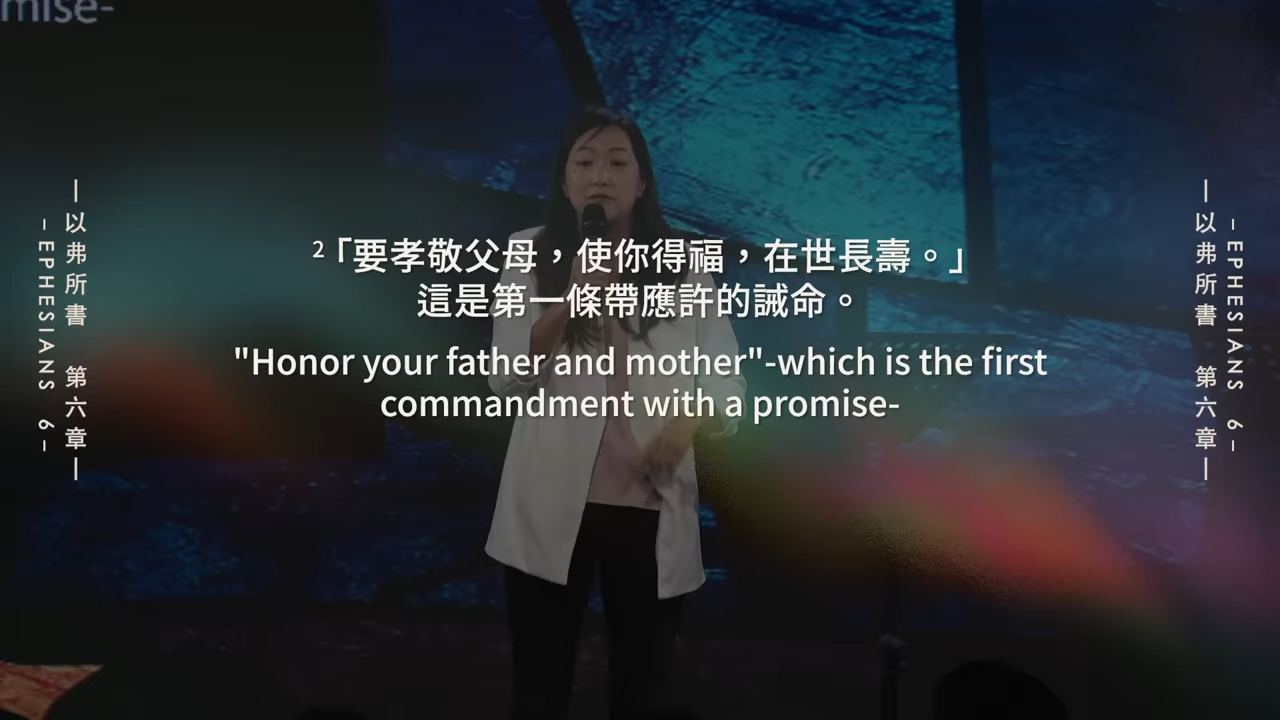 mise-
以弗所書 第六章
- EPHESIANS 6 -
2「要孝敬父母，使你得福，在世長壽。」
這是第一條帶應許的誡命。
"Honor your father and mother"-which is the first
commandment with a promise-
以弗所書 第六章
- EPHESIANS 6 -